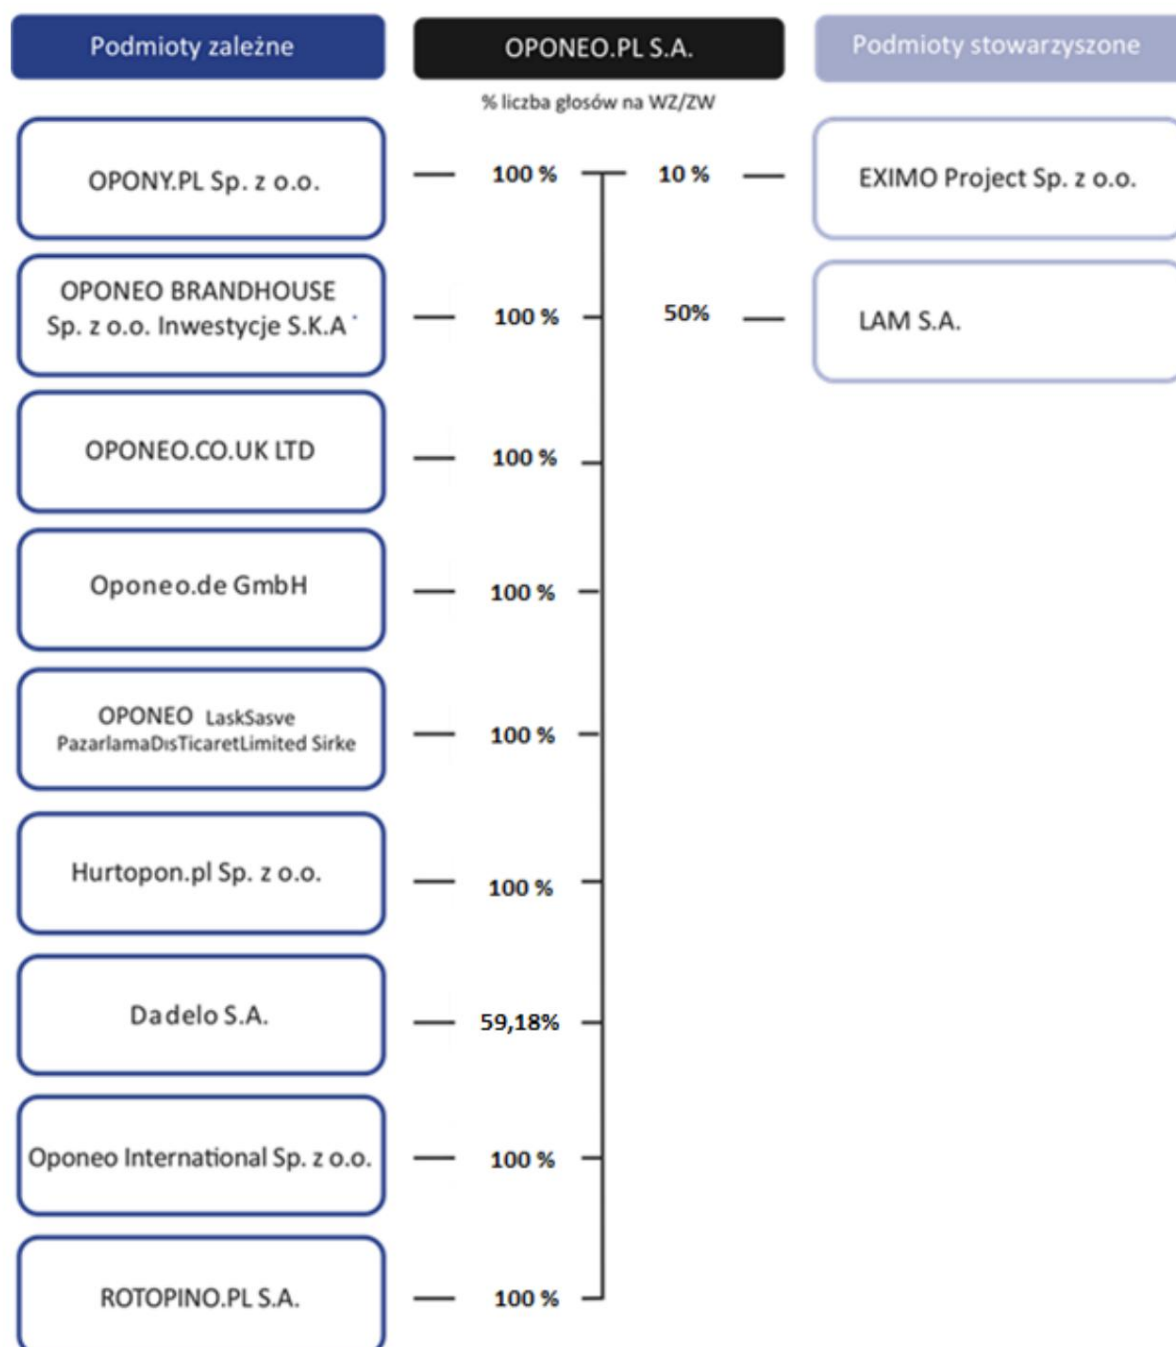 Podmioty zależne
OPONEO.PL S.A.
Podmioty stowarzyszone
% liczba głosów na WZ/ZW
OPONY.PL Sp. z o.o.
100 %
10 %
EXIMO Project Sp. z o.o.
OPONEO BRANDHOUSE
Sp. z o.o. Inwestycje S.K.A
100 %
50%
LAM S.A.
OPONEO.CO.UK LTD
100 %
Oponeo.de GmbH
100 %
OPONEO LaskSasve
PazarlamaDısTicaretLimited Sirke
100 %
Hurtopon.pl Sp. z o.o.
100 %
Dadelo S.A.
59,18%
Oponeo International Sp. z o.o.
100 %
ROTOPINO.PL S.A.
100 %